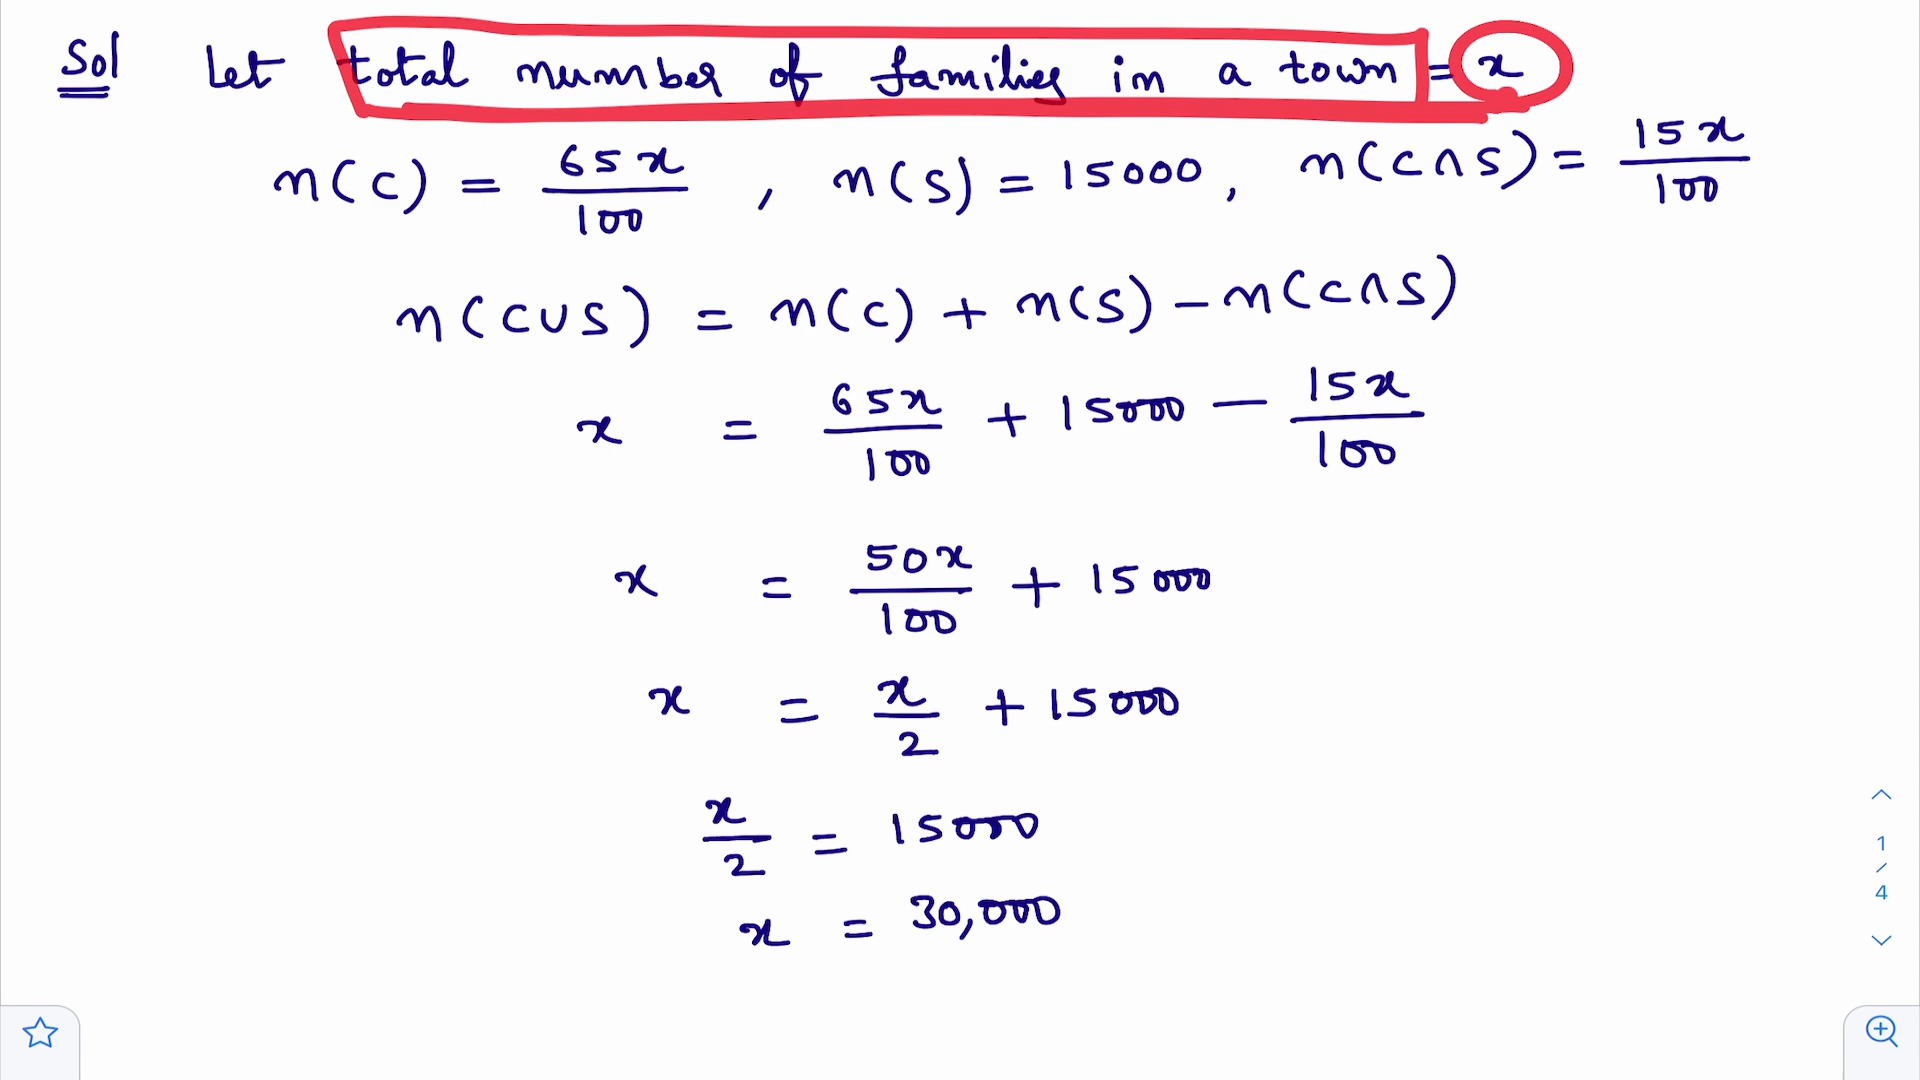 Sol Let total number of families in a town = x
n(C) = 65x/100 , n(S) = 15000 , n(C∩S) = 15x/100
n(C∪S) = n(C) + n(S) − n(C∩S)
x = 65x/100 + 15000 − 15x/100
x = 50x/100 + 15000
x = x/2 + 15000
x/2 = 15000
x = 30,000
1
/
4